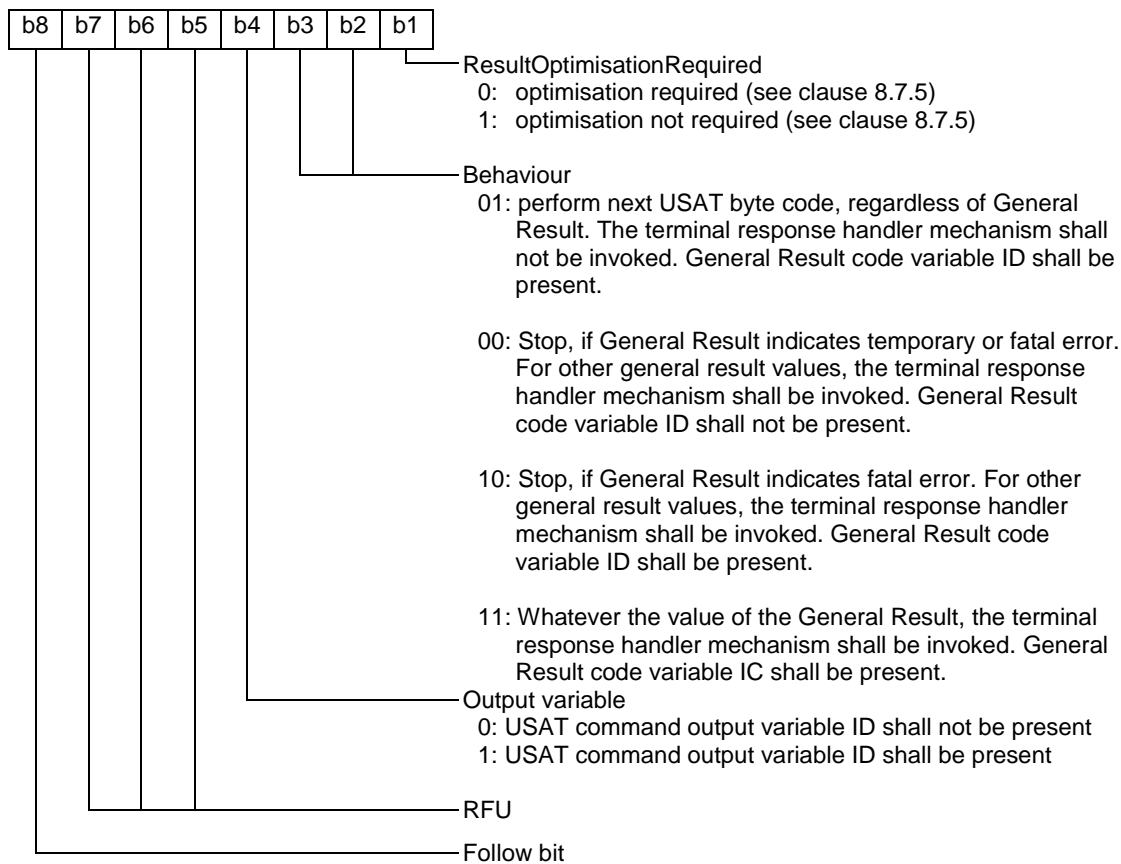 b8 b7 b6 b5 b4 b3 b2 b1
ResultOptimisationRequired
0: optimisation required (see clause 8.7.5)
1: optimisation not required (see clause 8.7.5)
Behaviour
01: perform next USAT byte code, regardless of General
Result. The terminal response handler mechanism shall
not be invoked. General Result code variable ID shall be
present.
00: Stop, if General Result indicates temporary or fatal error.
For other general result values, the terminal response
handler mechanism shall be invoked. General Result
code variable ID shall not be present.
10: Stop, if General Result indicates fatal error. For other
general result values, the terminal response handler
mechanism shall be invoked. General Result code
variable ID shall be present.
11: Whatever the value of the General Result, the terminal
response handler mechanism shall be invoked. General
Result code variable IC shall be present.
Output variable
0: USAT command output variable ID shall not be present
1: USAT command output variable ID shall be present
RFU
Follow bit